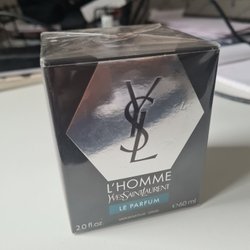 YSL
L'HOMME
YVESSAINTLAURENT
LE PARFUM
2.0 fl.oz. ℮60 ml